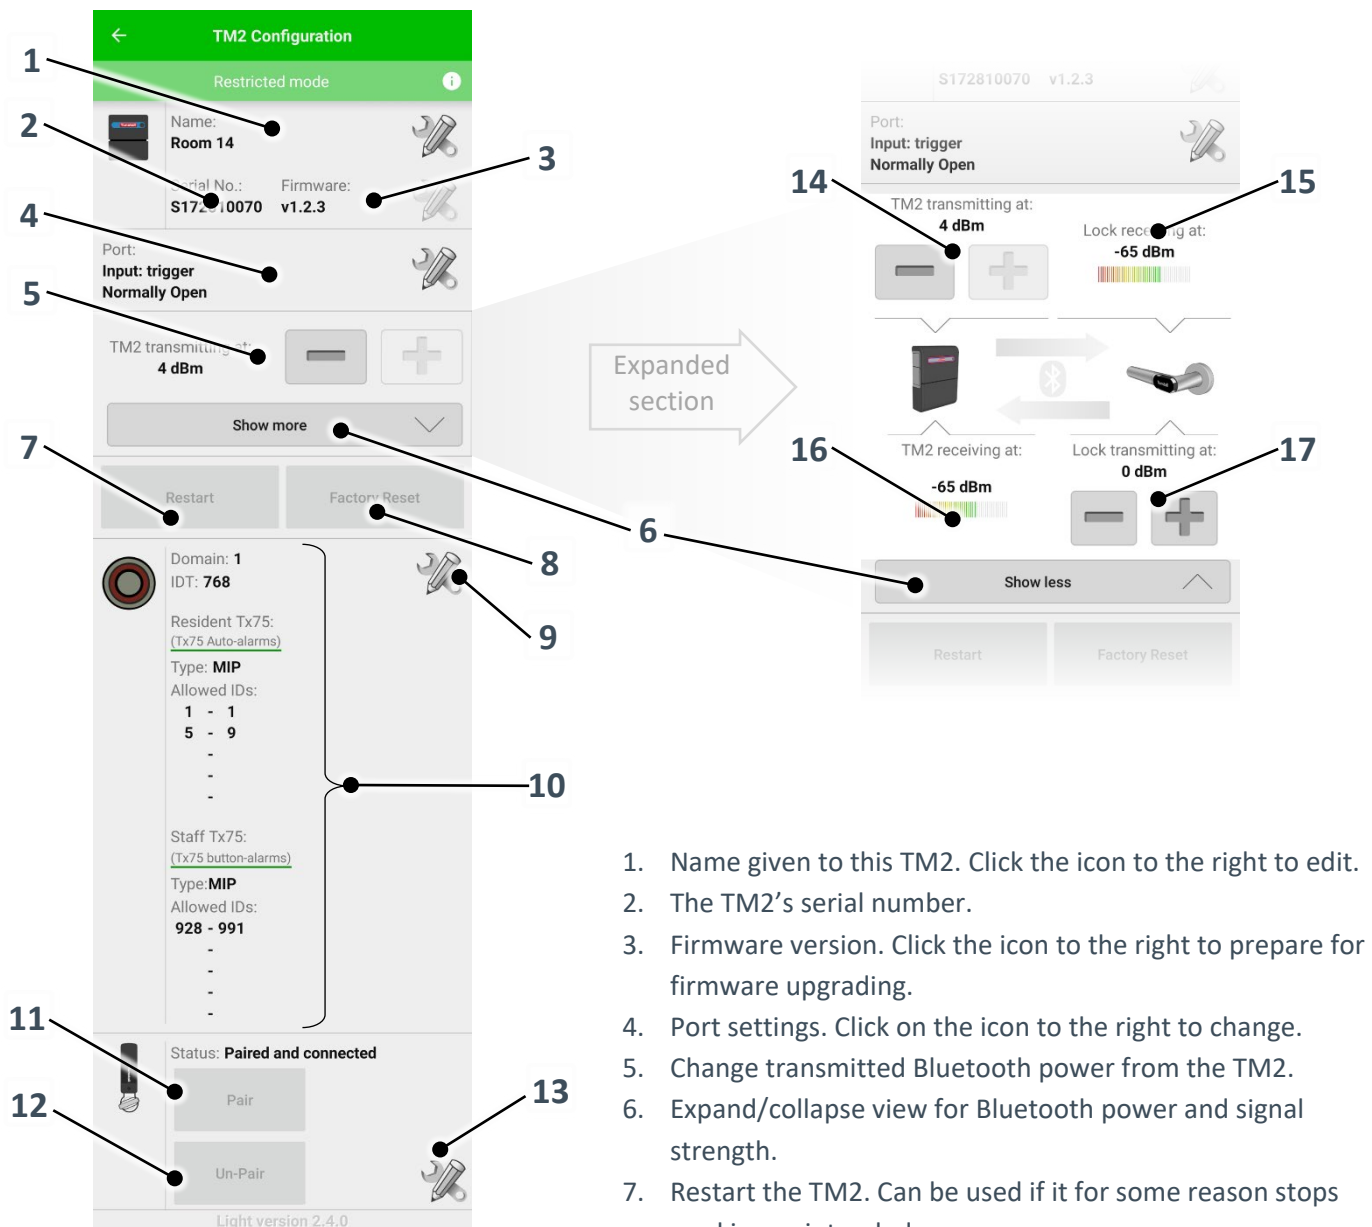 TM2 Configuration
Restricted mode
1
Name:
Room 14
2
Serial No.:
S172810070
Firmware:
v1.2.3
3
4
Port:
Input: trigger
Normally Open
5
TM2 transmitting at:
4 dBm
Show more
7
Restart
Factory Reset
6
8
Domain: 1
IDT: 768
9
Resident Tx75:
(Tx75 Auto-alarms)
Type: MIP
Allowed IDs:
1 - 1
5 - 9
-
-
-
10
Staff Tx75:
(Tx75 button-alarms)
Type:MIP
Allowed IDs:
928 - 991
-
-
-
-
11
Status: Paired and connected
Pair
12
13
Un-Pair
Light version 2.4.0
Expanded
section
S172810070 v1.2.3
Port:
Input: trigger
Normally Open
14
15
TM2 transmitting at:
4 dBm
Lock receiving at:
-65 dBm
16
TM2 receiving at:
-65 dBm
Lock transmitting at:
0 dBm
17
Show less
Restart
Factory Reset
1. Name given to this TM2. Click the icon to the right to edit.
2. The TM2’s serial number.
3. Firmware version. Click the icon to the right to prepare for
firmware upgrading.
4. Port settings. Click on the icon to the right to change.
5. Change transmitted Bluetooth power from the TM2.
6. Expand/collapse view for Bluetooth power and signal
strength.
7. Restart the TM2. Can be used if it for some reason stops